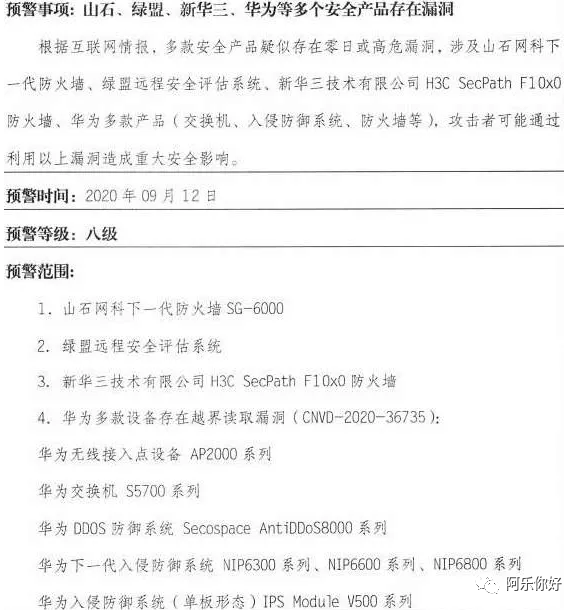 预警事项：山石、绿盟、新华三、华为等多个安全产品存在漏洞
根据互联网情报，多款安全产品疑似存在零日或高危漏洞，涉及山石网科下
一代防火墙、绿盟远程安全评估系统、新华三技术有限公司 H3C SecPath F10x0
防火墙、华为多款产品（交换机、入侵防御系统、防火墙等），攻击者可能通过
利用以上漏洞造成重大安全影响。
预警时间：2020 年 09 月 12 日
预警等级：八级
预警范围：
1. 山石网科下一代防火墙 SG-6000
2. 绿盟远程安全评估系统
3. 新华三技术有限公司 H3C SecPath F10x0 防火墙
4. 华为多款设备存在越界读取漏洞（CNVD-2020-36735）：
华为无线接入点设备 AP2000 系列
华为交换机 S5700 系列
华为 DDOS 防御系统 Secospace AntiDDoS8000 系列
华为下一代入侵防御系统 NIP6300 系列、NIP6600 系列、NIP6800 系列
华为入侵防御系统（单板形态）IPS Module V500 系列
阿乐你好